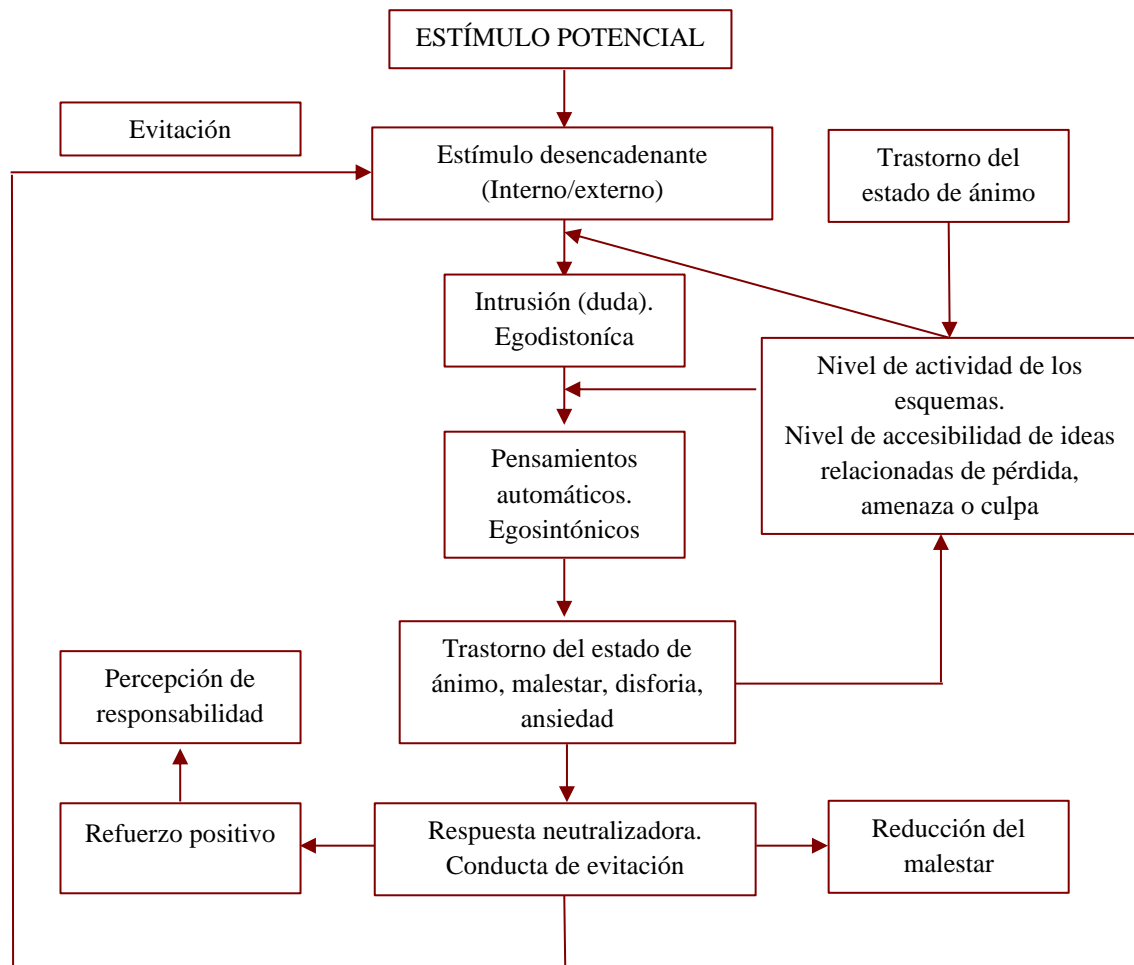 ESTÍMULO POTENCIAL
Evitación
Estímulo desencadenante
(Interno/externo)
Trastorno del
estado de ánimo
Intrusión (duda).
Egodistoníca
Nivel de actividad de los
esquemas.
Nivel de accesibilidad de ideas
relacionadas de pérdida,
amenaza o culpa
Pensamientos
automáticos.
Egosintónicos
Trastorno del estado de
ánimo, malestar, disforia,
ansiedad
Percepción de
responsabilidad
Refuerzo positivo
Respuesta neutralizadora.
Conducta de evitación
Reducción del
malestar